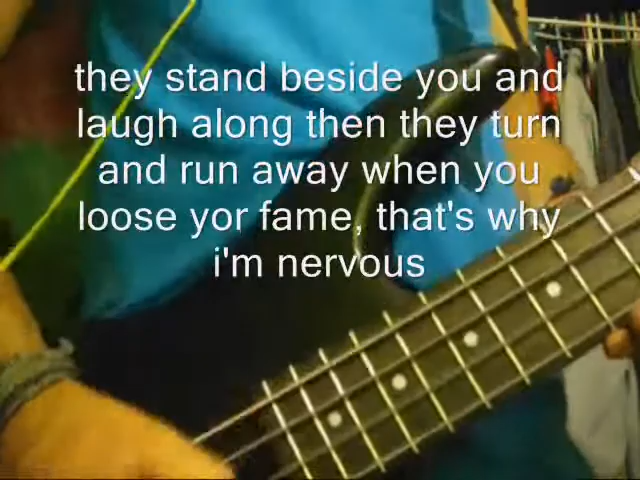 they stand beside you and
laugh along then they turn
and run away when you
loose yor fame, that's why
i'm nervous